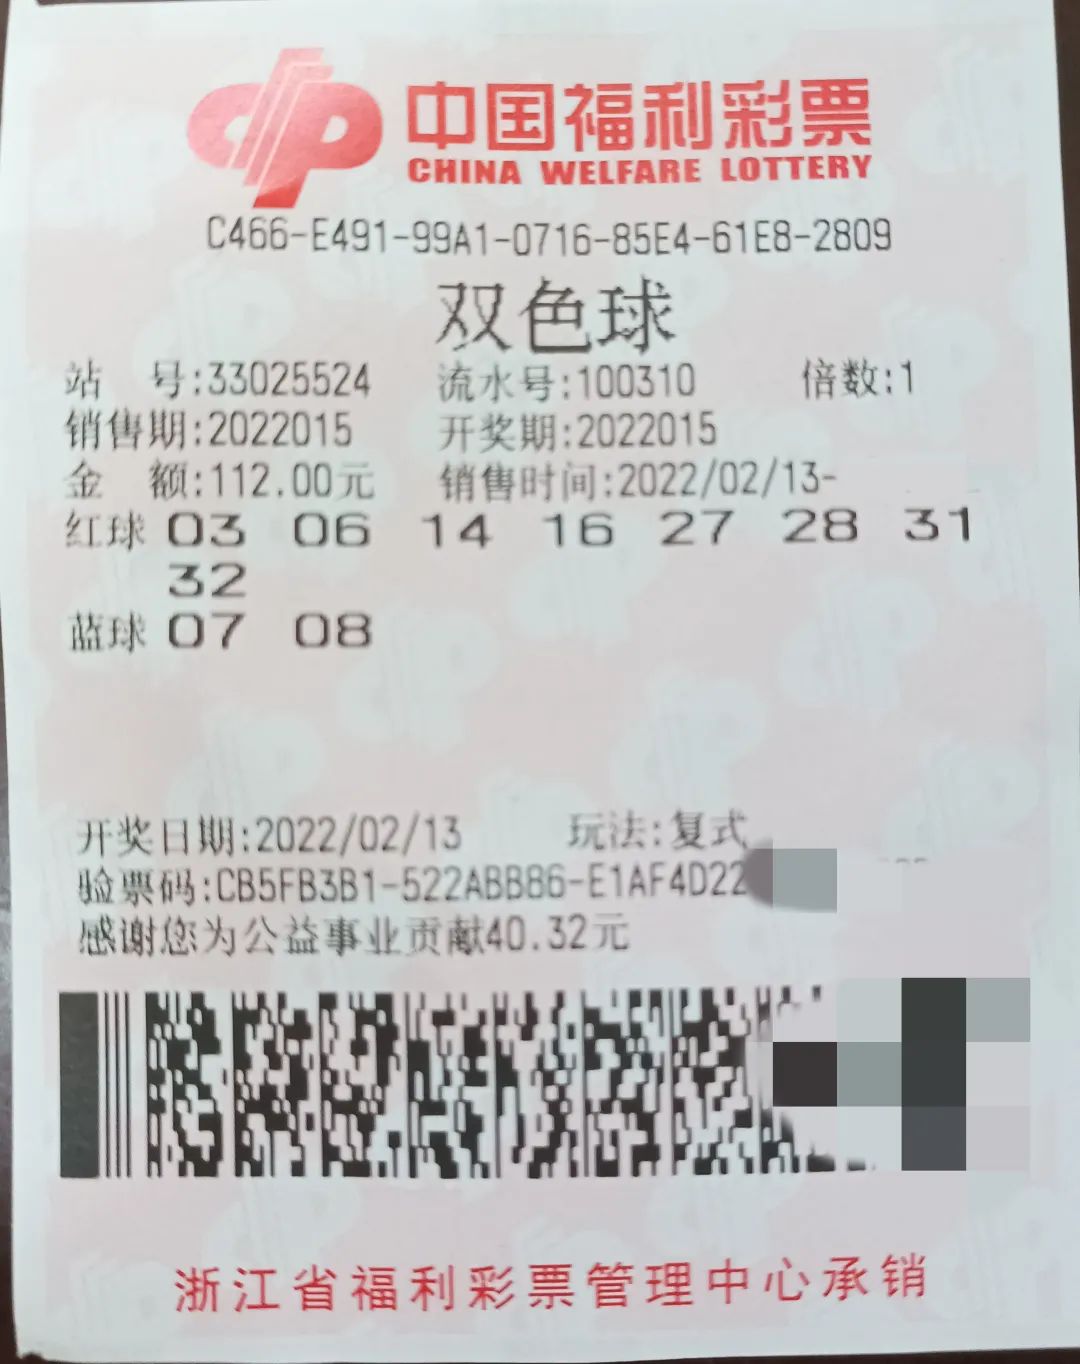 中国福利彩票
CHINA WELFARE LOTTERY
C466-E491-99A1-0716-85E4-61E8-2809
双色球
站 号:33025524 流水号:100310 倍数:1
销售期:2022015 开奖期:2022015
金 额:112.00元 销售时间:2022/02/13-
红球 03 06 14 16 27 28 31
32
蓝球 07 08
开奖日期:2022/02/13 玩法:复式
验票码:CB5FB3B1-522ABB86-E1AF4D22
感谢您为公益事业贡献40.32元
浙江省福利彩票管理中心承销